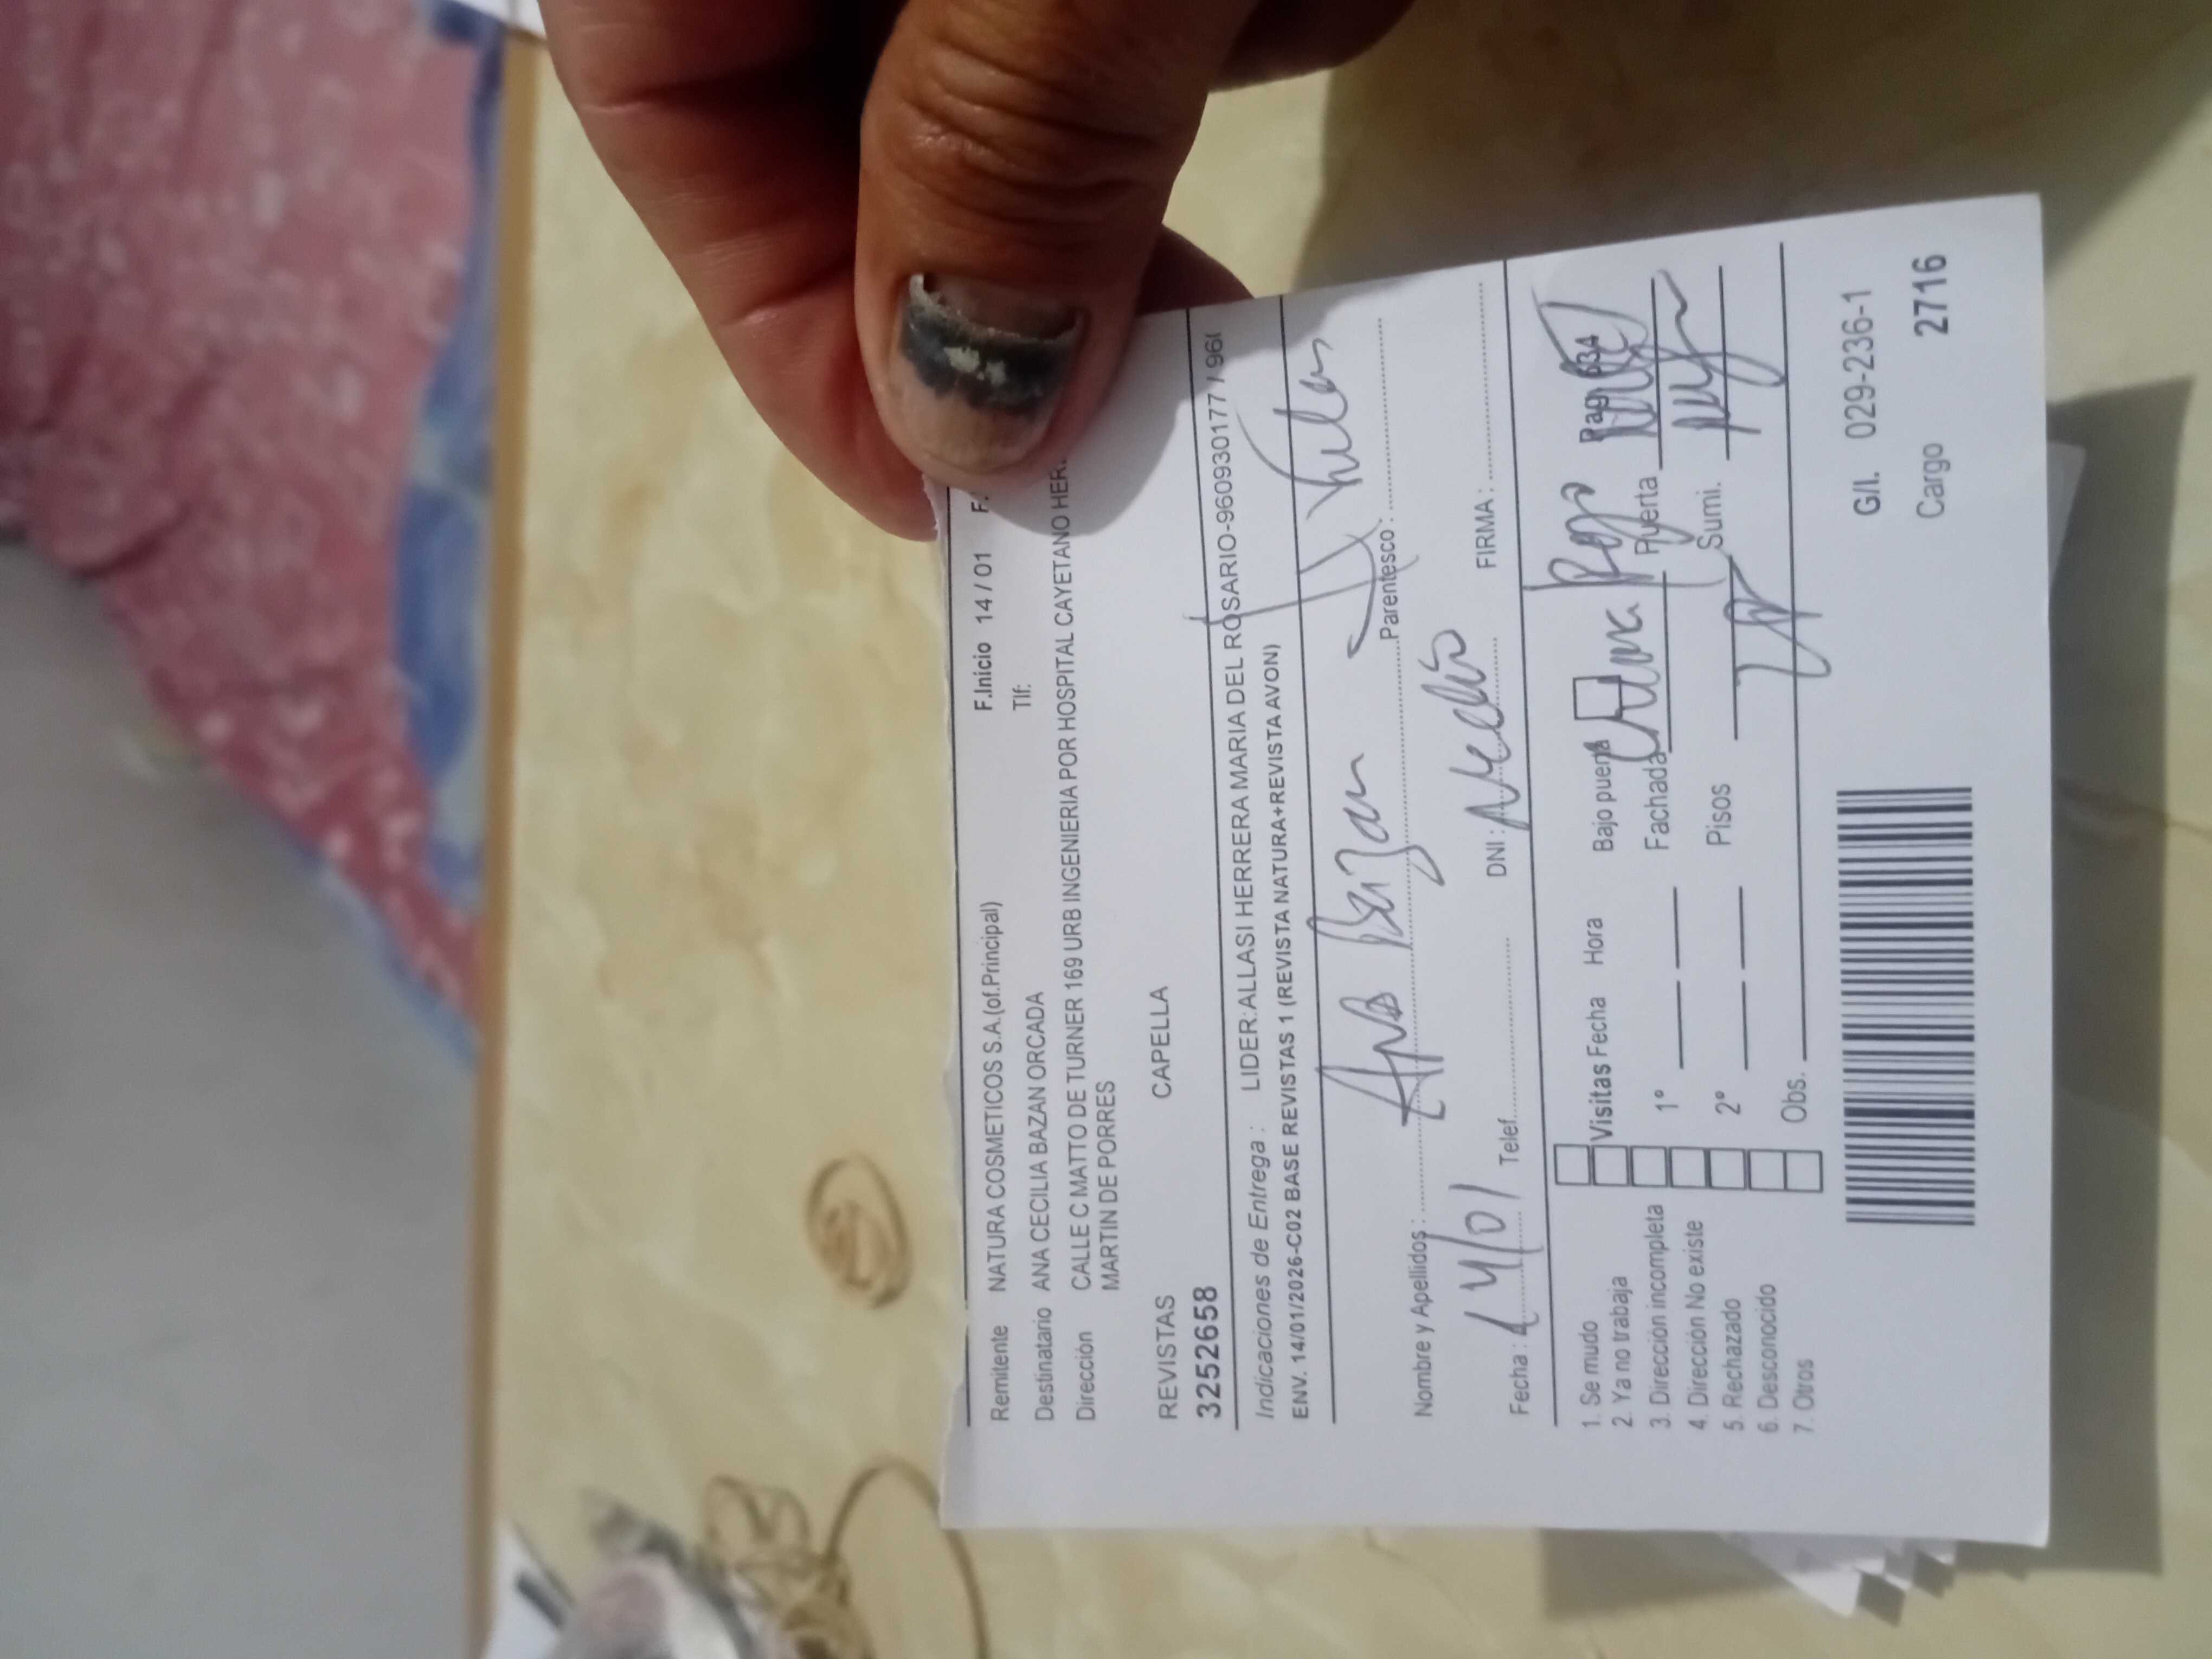 F.Inicio 14 / 01 F.
Remitente NATURA COSMETICOS S.A.(of.Principal) Tlf:
Destinatario ANA CECILIA BAZAN ORCADA
Dirección CALLE C MATTO DE TURNER 169 URB INGENIERIA POR HOSPITAL CAYETANO HER
MARTIN DE PORRES
REVISTAS CAPELLA
3252658
Indicaciones de Entrega : LIDER:ALLASI HERRERA MARIA DEL ROSARIO-960930177 / 96
ENV. 14/01/2026-C02 BASE REVISTAS 1 (REVISTA NATURA+REVISTA AVON)
Nombre y Apellidos : Ana Bazan Parentesco :
Fecha : 14/01 Telef. DNI : FIRMA :
1. Se mudo
2. Ya no trabaja
3. Dirección incompleta
4. Dirección No existe
5. Rechazado
6. Desconocido
7. Otros
Visitas Fecha Hora Bajo puerta Pag
1° Fachada Puerta
2° Pisos Sumi.
Obs.
G/I. 029-236-1
Cargo 2716